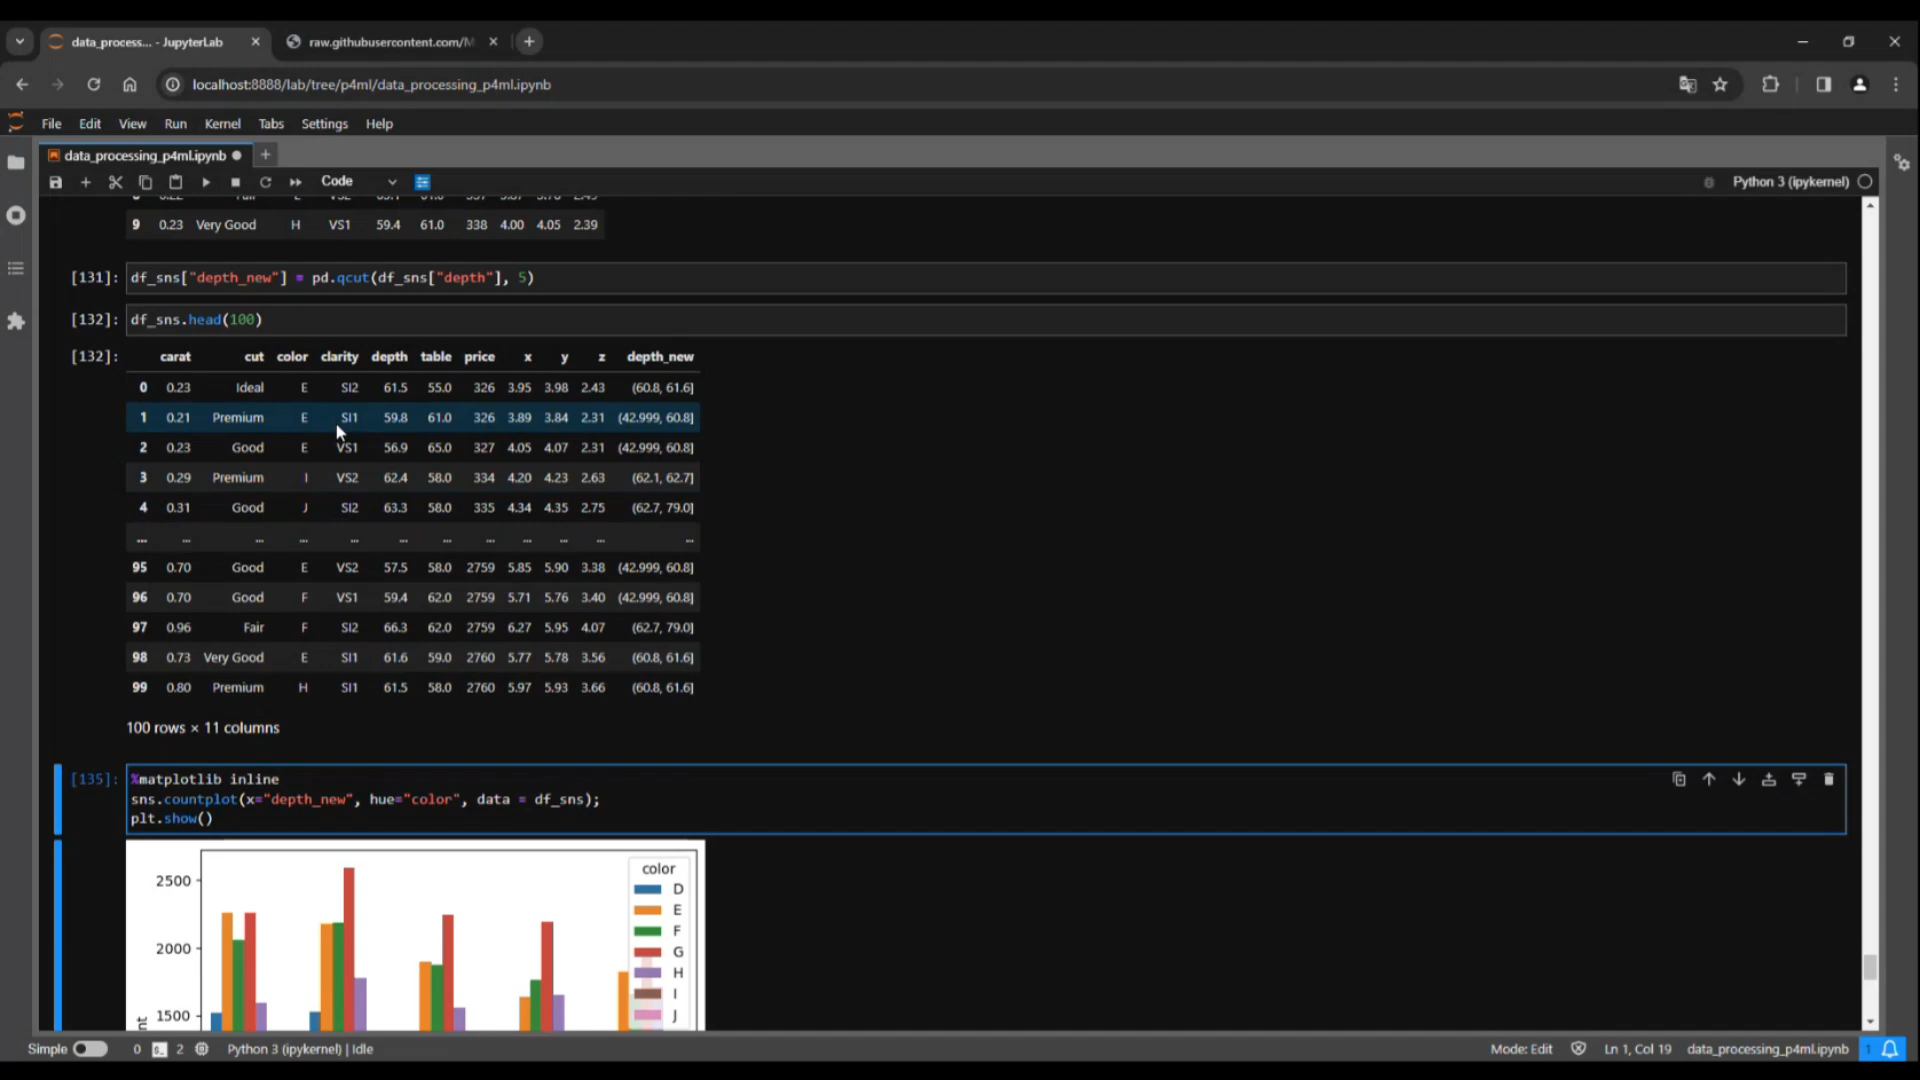 data_process... - JupyterLab
raw.githubusercontent.com/M
localhost:8888/lab/tree/p4ml/data_processing_p4ml.ipynb
File Edit View Run Kernel Tabs Settings Help
data_processing_p4ml.ipynb
Code
Python 3 (ipykernel)
9 0.23 Very Good H VS1 59.4 61.0 338 4.00 4.05 2.39
[131]: df_sns["depth_new"] = pd.qcut(df_sns["depth"], 5)
[132]: df_sns.head(100)
[132]: carat cut color clarity depth table price x y z depth_new
0 0.23 Ideal E SI2 61.5 55.0 326 3.95 3.98 2.43 (60.8, 61.6]
1 0.21 Premium E SI1 59.8 61.0 326 3.89 3.84 2.31 (42.999, 60.8]
2 0.23 Good E VS1 56.9 65.0 327 4.05 4.07 2.31 (42.999, 60.8]
3 0.29 Premium I VS2 62.4 58.0 334 4.20 4.23 2.63 (62.1, 62.7]
4 0.31 Good J SI2 63.3 58.0 335 4.34 4.35 2.75 (62.7, 79.0]
... ... ... ... ... ... ... ... ... ... ... ...
95 0.70 Good E VS2 57.5 58.0 2759 5.85 5.90 3.38 (42.999, 60.8]
96 0.70 Good F VS1 59.4 62.0 2759 5.71 5.76 3.40 (42.999, 60.8]
97 0.96 Fair F SI2 66.3 62.0 2759 6.27 5.95 4.07 (62.7, 79.0]
98 0.73 Very Good E SI1 61.6 59.0 2760 5.77 5.78 3.56 (60.8, 61.6]
99 0.80 Premium H SI1 61.5 58.0 2760 5.97 5.93 3.66 (60.8, 61.6]
100 rows × 11 columns
[135]: %matplotlib inline
sns.countplot(x="depth_new", hue="color", data = df_sns);
plt.show()
color
2500
D
E
F
2000
G
H
I
1500
J
Simple 0 2 Python 3 (ipykernel) | Idle Mode: Edit Ln 1, Col 19 data_processing_p4ml.ipynb 1